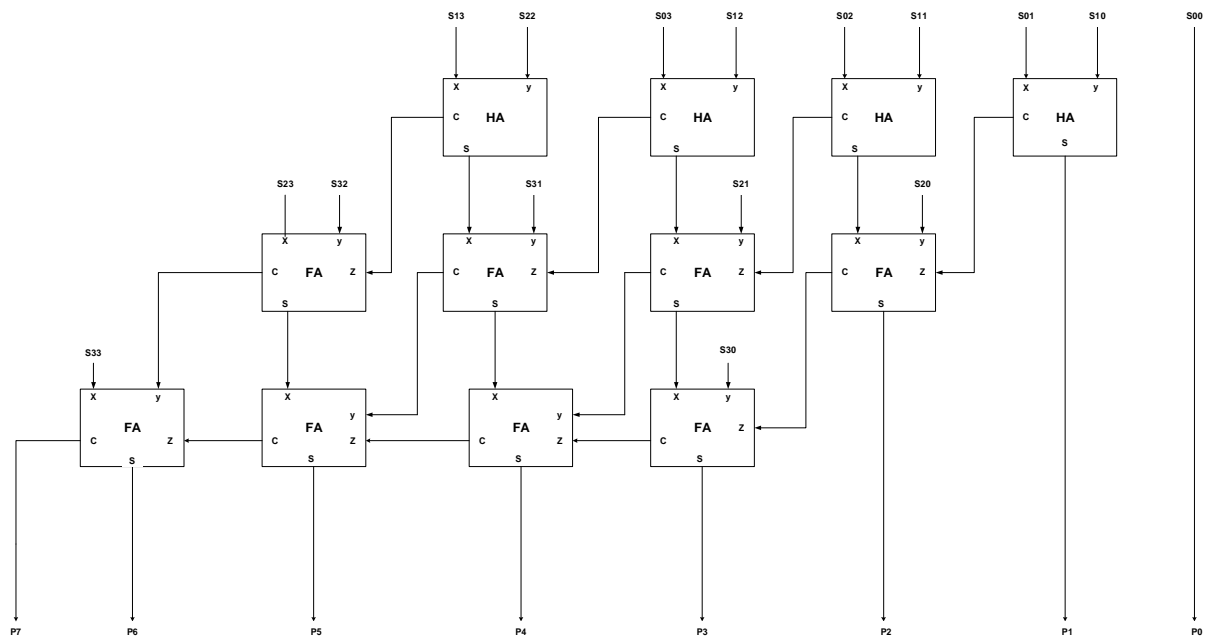 S13 S22 S03 S12 S02 S11 S01 S10 S00
X y X y X y X y
C HA C HA C HA C HA
S S S S
S23 S32 S31 S21 S20
X y X y X y X y
C FA Z C FA Z C FA Z C FA Z
S S S S
S33 S30
X y X X X y
y y
FA FA FA FA Z
C Z C Z C Z C
S S S S
P7 P6 P5 P4 P3 P2 P1 P0